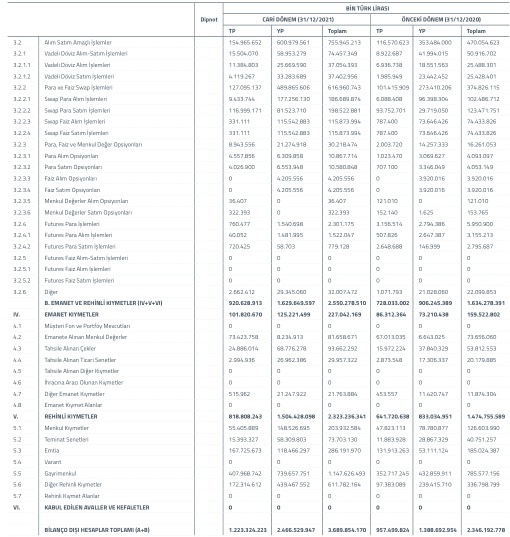 BİN TÜRK LİRASI
Dipnot CARİ DÖNEM (31/12/2021) ÖNCEKİ DÖNEM (31/12/2020)
TP YP Toplam TP YP Toplam
3.2 Alım Satım Amaçlı İşlemler 154.965.652 600.979.561 755.945.213 116.570.623 353.484.000 470.054.623
3.2.1 Vadeli Döviz Alım-Satım İşlemleri 15.504.070 58.953.279 74.457.349 8.922.687 41.994.015 50.916.702
3.2.1.1 Vadeli Döviz Alım İşlemleri 11.384.803 25.669.590 37.054.393 6.936.738 18.551.563 25.488.301
3.2.1.2 Vadeli Döviz Satım İşlemleri 4.119.267 33.283.689 37.402.956 1.985.949 23.442.452 25.428.401
3.2.2 Para ve Faiz Swap İşlemleri 127.095.137 489.865.606 616.960.743 101.415.909 273.410.206 374.826.115
3.2.2.1 Swap Para Alım İşlemleri 9.433.744 177.256.130 186.689.874 6.088.408 96.398.304 102.486.712
3.2.2.2 Swap Para Satım İşlemleri 116.999.171 81.523.710 198.522.881 93.752.701 29.719.050 123.471.751
3.2.2.3 Swap Faiz Alım İşlemleri 331.111 115.542.883 115.873.994 787.400 73.646.426 74.433.826
3.2.2.4 Swap Faiz Satım İşlemleri 331.111 115.542.883 115.873.994 787.400 73.646.426 74.433.826
3.2.3 Para, Faiz ve Menkul Değer Opsiyonları 8.943.556 21.274.918 30.218.474 2.003.720 14.257.333 16.261.053
3.2.3.1 Para Alım Opsiyonları 4.557.856 6.309.858 10.867.714 1.023.470 3.069.627 4.093.097
3.2.3.2 Para Satım Opsiyonları 4.026.900 6.553.948 10.580.848 707.100 3.346.049 4.053.149
3.2.3.3 Faiz Alım Opsiyonları 0 4.205.556 4.205.556 0 3.920.016 3.920.016
3.2.3.4 Faiz Satım Opsiyonları 0 4.205.556 4.205.556 0 3.920.016 3.920.016
3.2.3.5 Menkul Değerler Alım Opsiyonları 36.407 0 36.407 121.010 0 121.010
3.2.3.6 Menkul Değerler Satım Opsiyonları 322.393 0 322.393 152.140 1.625 153.765
3.2.4 Futures Para İşlemleri 760.477 1.540.698 2.301.175 3.156.514 2.794.386 5.950.900
3.2.4.1 Futures Para Alım İşlemleri 40.052 1.481.995 1.522.047 507.826 2.647.387 3.155.213
3.2.4.2 Futures Para Satım İşlemleri 720.425 58.703 779.128 2.648.688 146.999 2.795.687
3.2.5 Futures Faiz Alım-Satım İşlemleri 0 0 0 0 0 0
3.2.5.1 Futures Faiz Alım İşlemleri 0 0 0 0 0 0
3.2.5.2 Futures Faiz Satım İşlemleri 0 0 0 0 0 0
3.2.6 Diğer 2.662.412 29.345.060 32.007.472 1.071.793 21.028.060 22.099.853
B. EMANET VE REHİNLİ KIYMETLER (IV+V+VI) 920.628.913 1.629.649.597 2.550.278.510 728.033.002 906.245.389 1.634.278.391
IV. EMANET KIYMETLER 101.820.670 125.221.499 227.042.169 86.312.364 73.210.438 159.522.802
4.1 Müşteri Fon ve Portföy Mevcutları 0 0 0 0 0 0
4.2 Emanete Alınan Menkul Değerler 73.423.758 8.234.913 81.658.671 67.013.035 6.643.025 73.656.060
4.3 Tahsile Alınan Çekler 24.886.014 68.776.278 93.662.292 15.972.224 37.840.329 53.812.553
4.4 Tahsile Alınan Ticari Senetler 2.994.936 26.962.386 29.957.322 2.873.548 17.306.337 20.179.885
4.5 Tahsile Alınan Diğer Kıymetler 0 0 0 0 0 0
4.6 İhracına Aracı Olunan Kıymetler 0 0 0 0 0 0
4.7 Diğer Emanet Kıymetler 515.962 21.247.922 21.763.884 453.557 11.420.747 11.874.304
4.8 Emanet Kıymet Alanlar 0 0 0 0 0 0
V. REHİNLİ KIYMETLER 818.808.243 1.504.428.098 2.323.236.341 641.720.638 833.034.951 1.474.755.589
5.1 Menkul Kıymetler 55.405.889 148.526.695 203.932.584 47.823.113 78.780.877 126.603.990
5.2 Teminat Senetleri 15.393.327 58.309.803 73.703.130 11.883.928 28.867.329 40.751.257
5.3 Emtia 167.725.673 118.466.297 286.191.970 131.913.263 53.111.124 185.024.387
5.4 Varant 0 0 0 0 0 0
5.5 Gayrimenkul 407.968.742 739.657.751 1.147.626.493 352.717.245 432.859.911 785.577.156
5.6 Diğer Rehinli Kıymetler 172.314.612 439.467.552 611.782.164 97.383.089 239.415.710 336.798.799
5.7 Rehinli Kıymet Alanlar 0 0 0 0 0 0
VI. KABUL EDİLEN AVALLER VE KEFALETLER 0 0 0 0 0 0
BİLANÇO DIŞI HESAPLAR TOPLAMI (A+B) 1.223.324.223 2.466.529.947 3.689.854.170 957.499.824 1.388.692.954 2.346.192.778